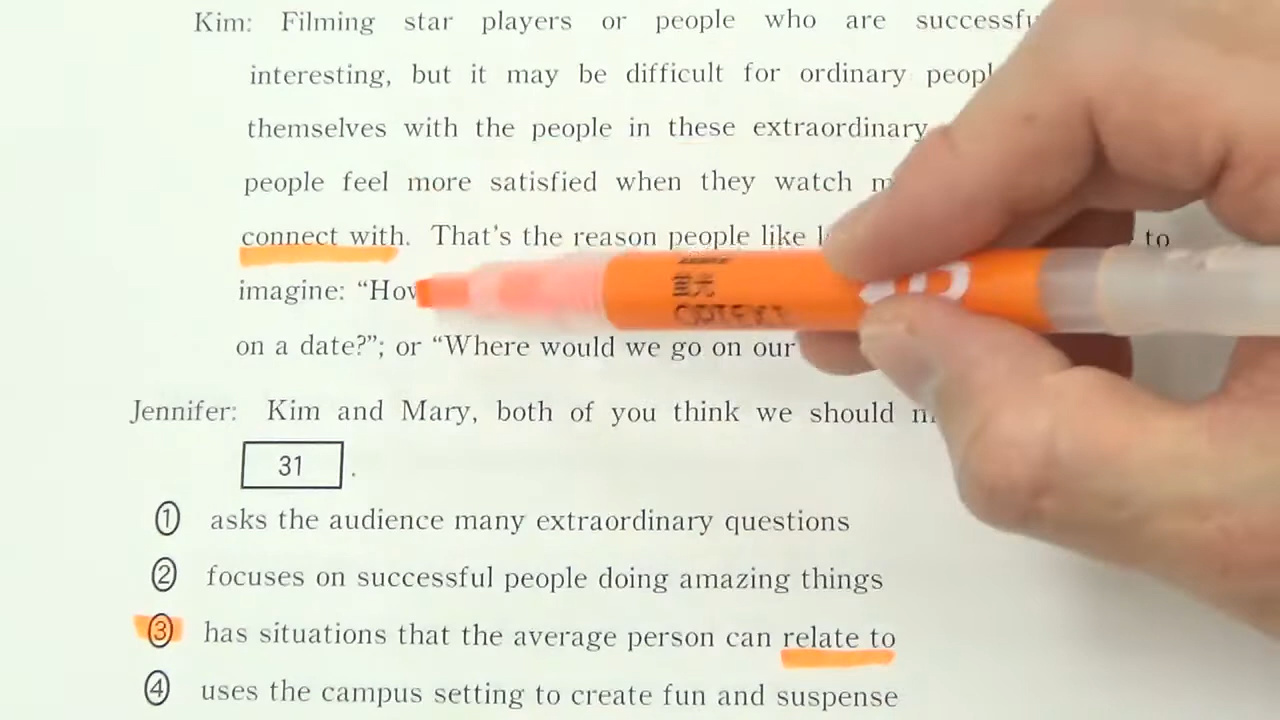 Kim: Filming star players or people who are
interesting, but it may be difficult for ordinary
themselves with the people in these extraordinary
people feel more satisfied when they watch
connect with. That's the reason people like to
imagine:
on a date?”; or “Where would we go on our
蛍光
Jennifer: Kim and Mary, both of you think we should
31 .
① asks the audience many extraordinary questions
② focuses on successful people doing amazing things
③ has situations that the average person can relate to
④ uses the campus setting to create fun and suspense